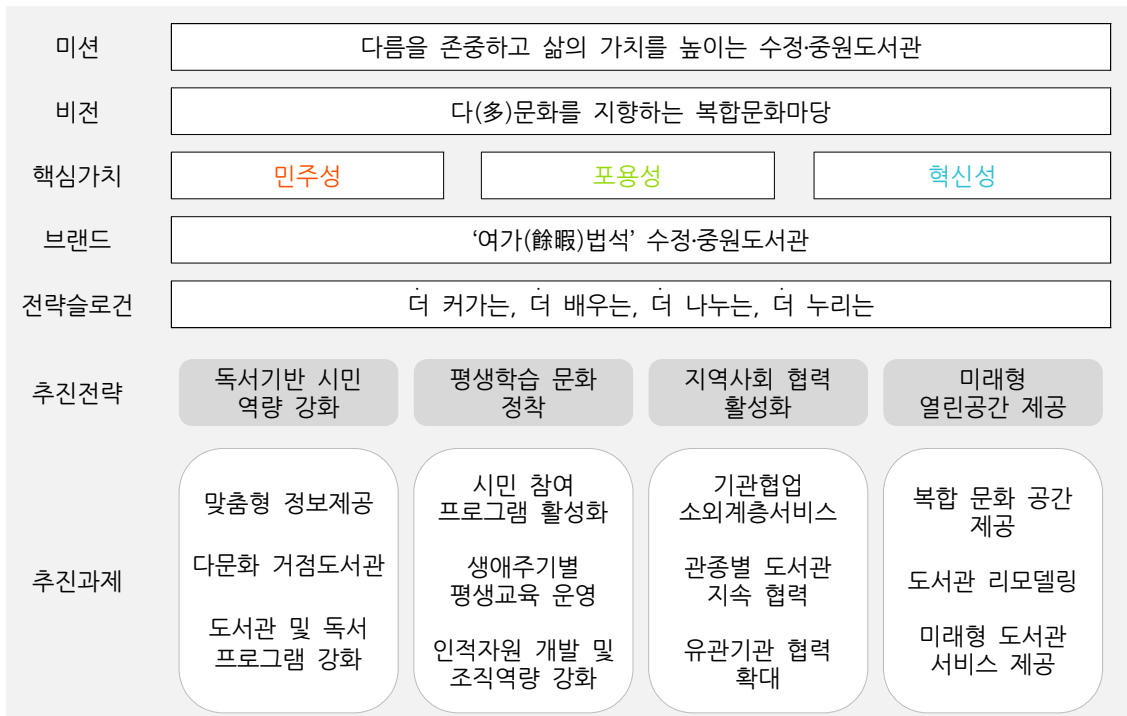 미션
다름을 존중하고 삶의 가치를 높이는 수정·중원도서관
비전
다(多)문화를 지향하는 복합문화마당
핵심가치
민주성
포용성
혁신성
브랜드
‘여가(餘暇)법석’ 수정·중원도서관
전략슬로건
더 커가는, 더 배우는, 더 나누는, 더 누리는
추진전략
독서기반 시민
역량 강화
평생학습 문화
정착
지역사회 협력
활성화
미래형
열린공간 제공
추진과제
맞춤형 정보제공
다문화 거점도서관
도서관 및 독서
프로그램 강화
시민 참여
프로그램 활성화
생애주기별
평생교육 운영
인적자원 개발 및
조직역량 강화
기관협업
소외계층서비스
관종별 도서관
지속 협력
유관기관 협력
확대
복합 문화 공간
제공
도서관 리모델링
미래형 도서관
서비스 제공